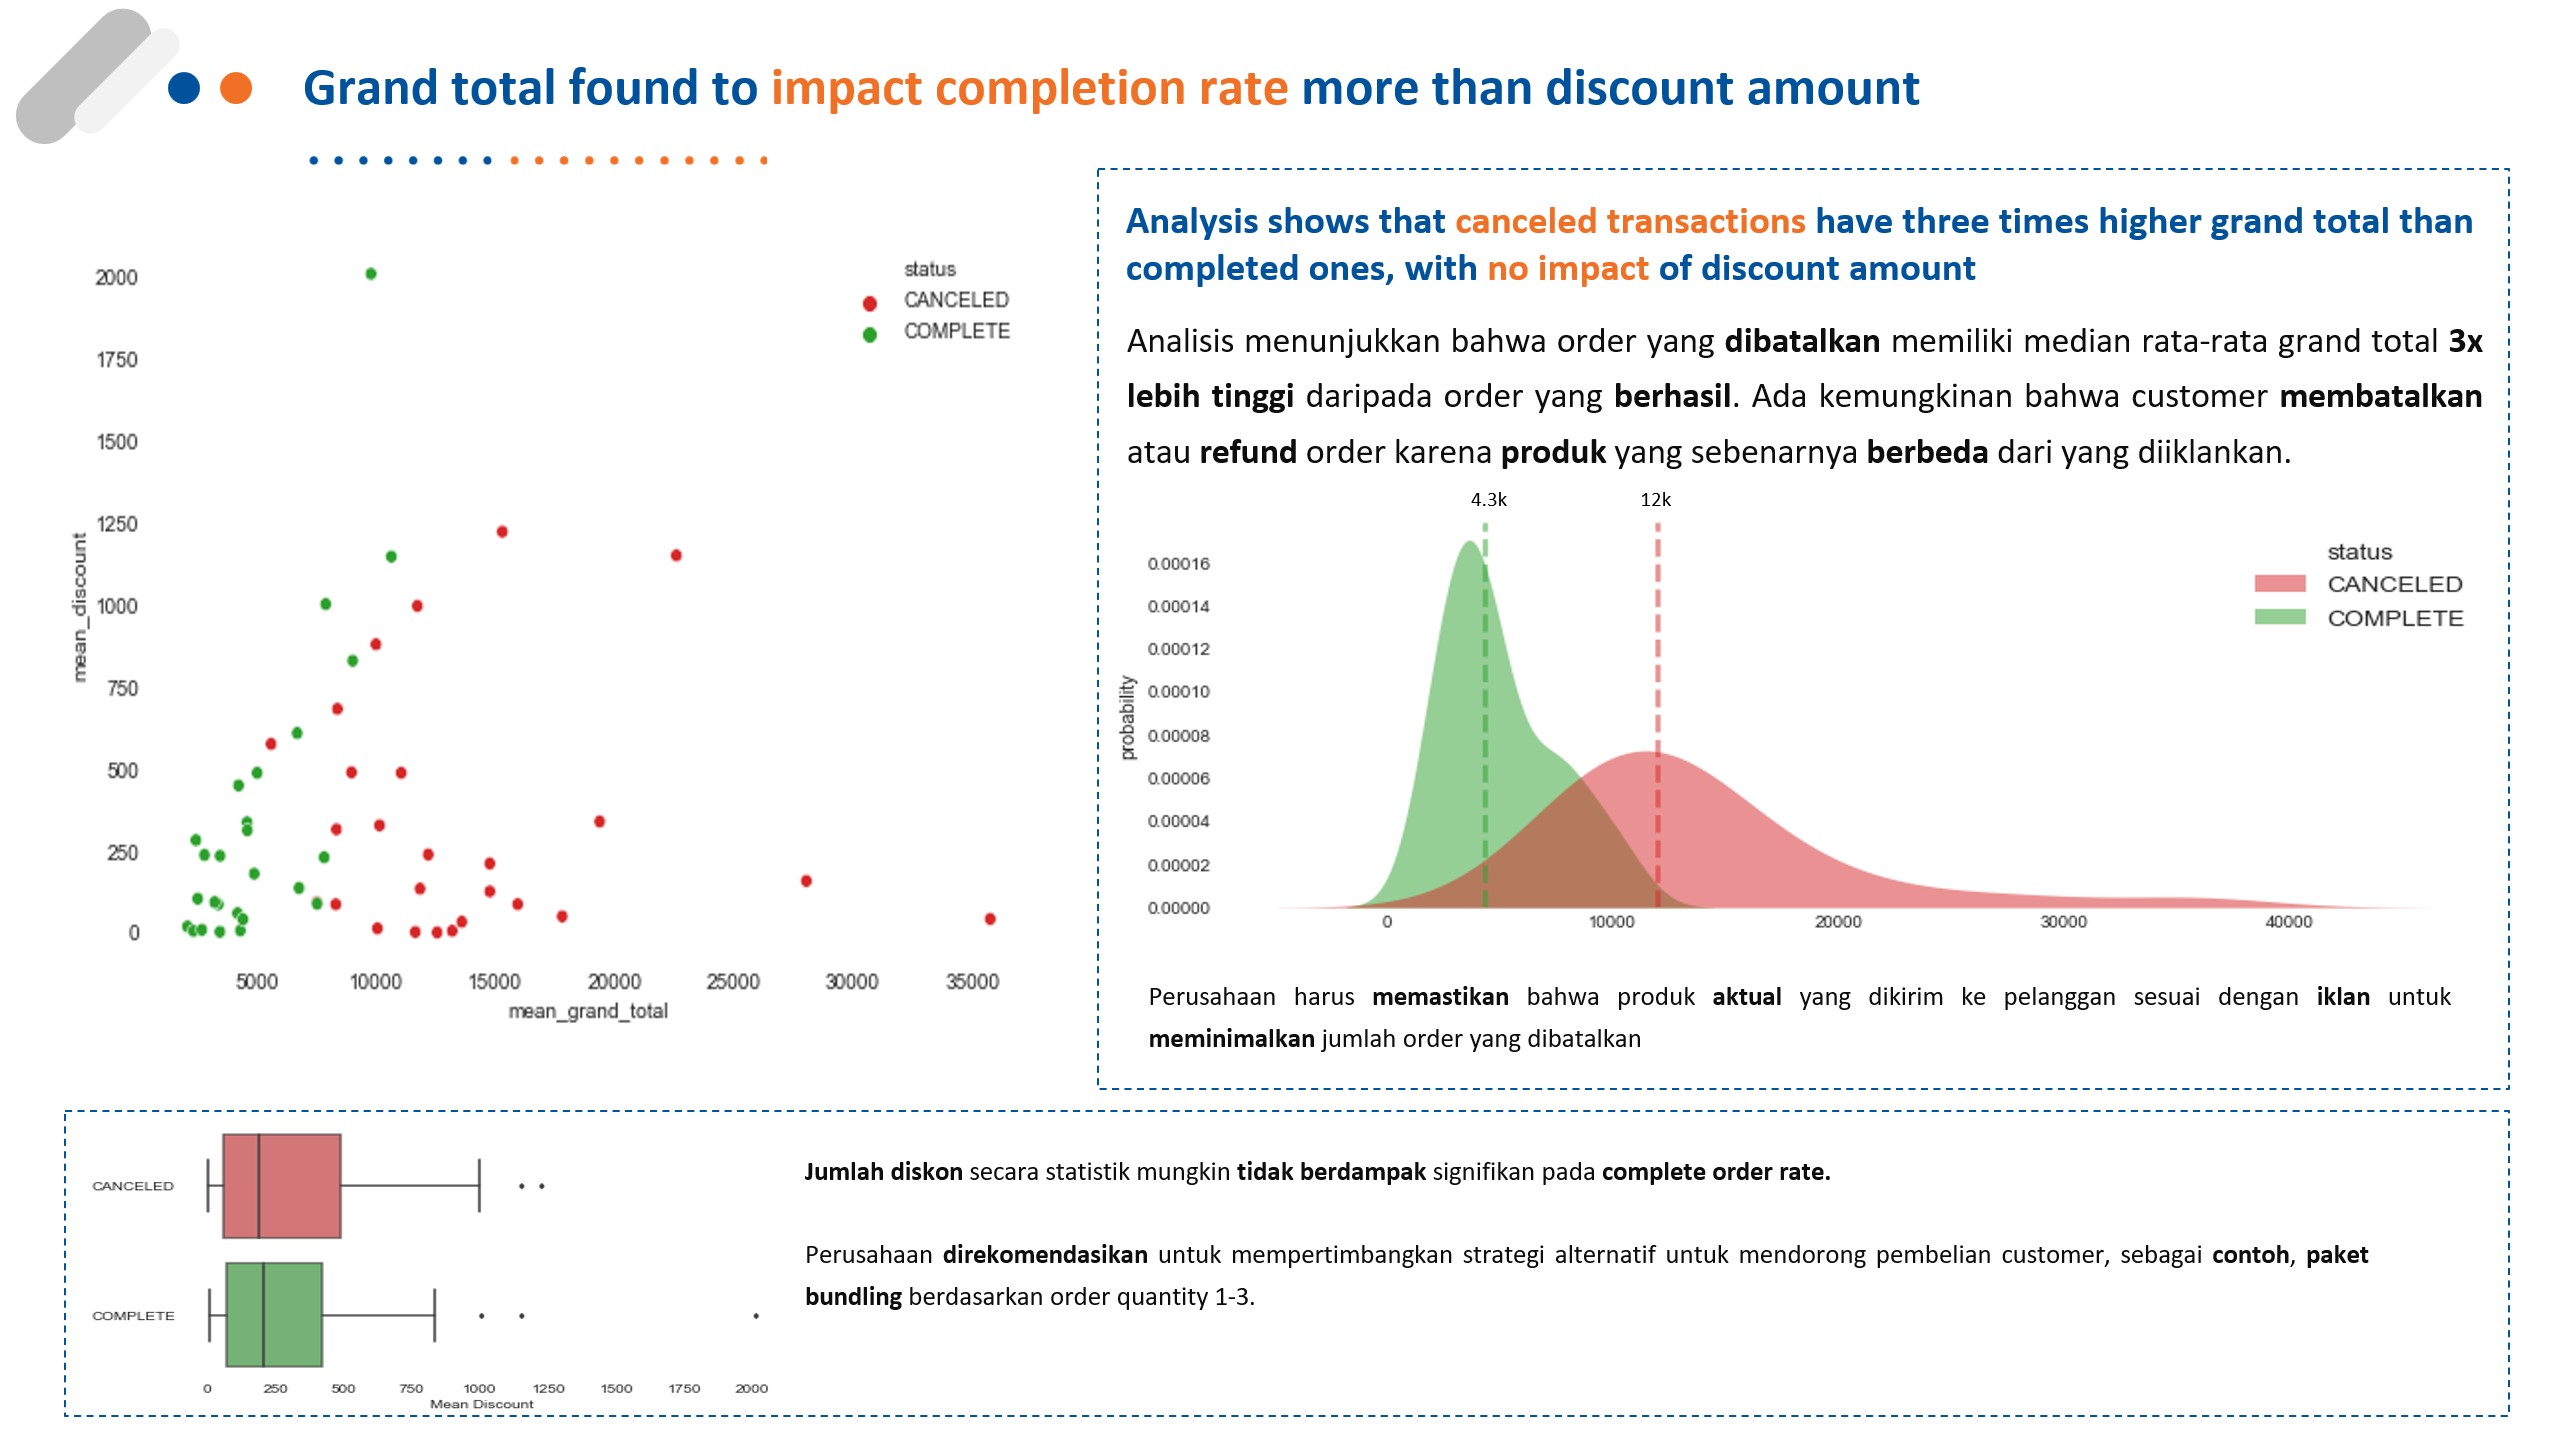 Grand total found to impact completion rate more than discount amount
2000
1750
1500
1250
1000
750
500
250
0
mean_discount
status
CANCELED
COMPLETE
5000 10000 15000 20000 25000 30000 35000
mean_grand_total
Analysis shows that canceled transactions have three times higher grand total than
completed ones, with no impact of discount amount
Analisis menunjukkan bahwa order yang dibatalkan memiliki median rata-rata grand total 3x
lebih tinggi daripada order yang berhasil. Ada kemungkinan bahwa customer membatalkan
atau refund order karena produk yang sebenarnya berbeda dari yang diiklankan.
4.3k 12k
0.00016
0.00014
0.00012
0.00010
0.00008
0.00006
0.00004
0.00002
0.00000
probability
status
CANCELED
COMPLETE
0 10000 20000 30000 40000
Perusahaan harus memastikan bahwa produk aktual yang dikirim ke pelanggan sesuai dengan iklan untuk
meminimalkan jumlah order yang dibatalkan
CANCELED
COMPLETE
0 250 500 750 1000 1250 1500 1750 2000
Mean Discount
Jumlah diskon secara statistik mungkin tidak berdampak signifikan pada complete order rate.
Perusahaan direkomendasikan untuk mempertimbangkan strategi alternatif untuk mendorong pembelian customer, sebagai contoh, paket
bundling berdasarkan order quantity 1-3.